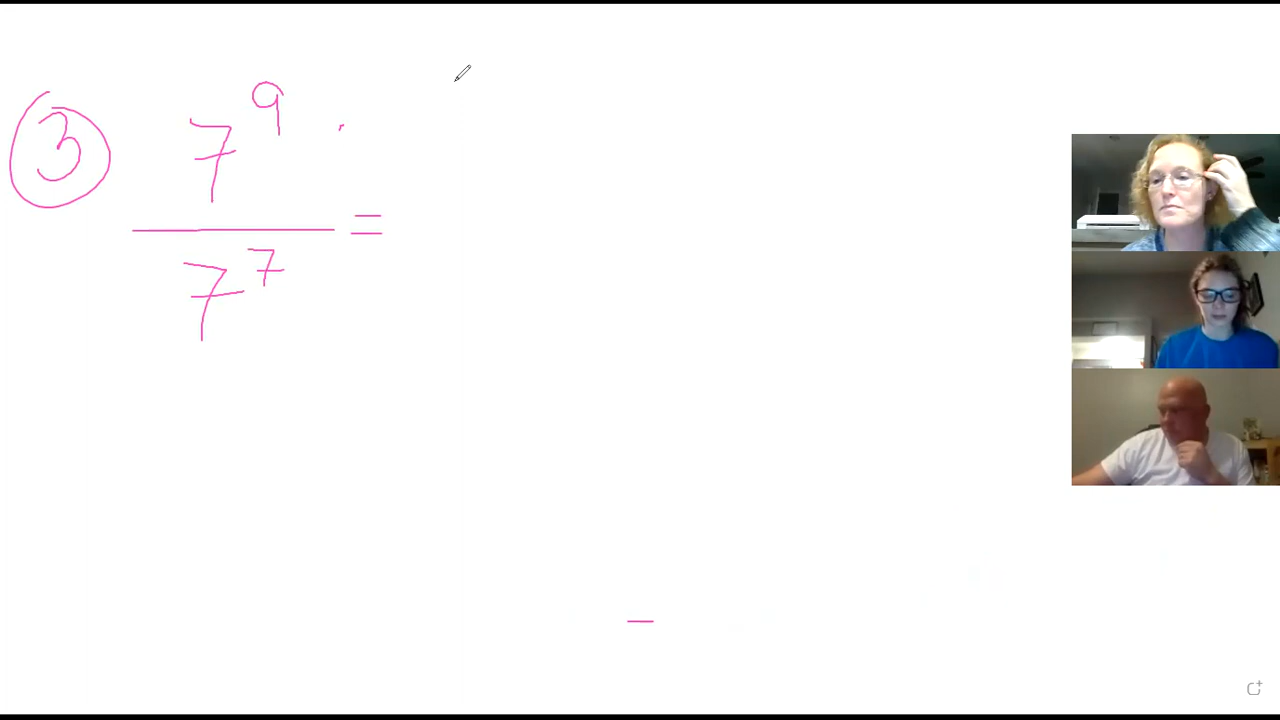 ③ 7⁹
─── =
7⁷